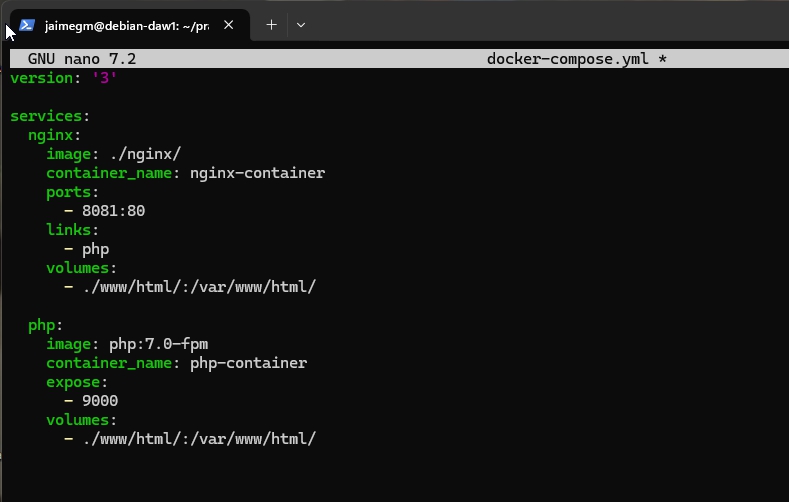 jaimegm@debian-daw1: ~/pra
GNU nano 7.2 docker-compose.yml *
version: '3'
services:
  nginx:
    image: ./nginx/
    container_name: nginx-container
    ports:
      - 8081:80
    links:
      - php
    volumes:
      - ./www/html/:/var/www/html/
  php:
    image: php:7.0-fpm
    container_name: php-container
    expose:
      - 9000
    volumes:
      - ./www/html/:/var/www/html/